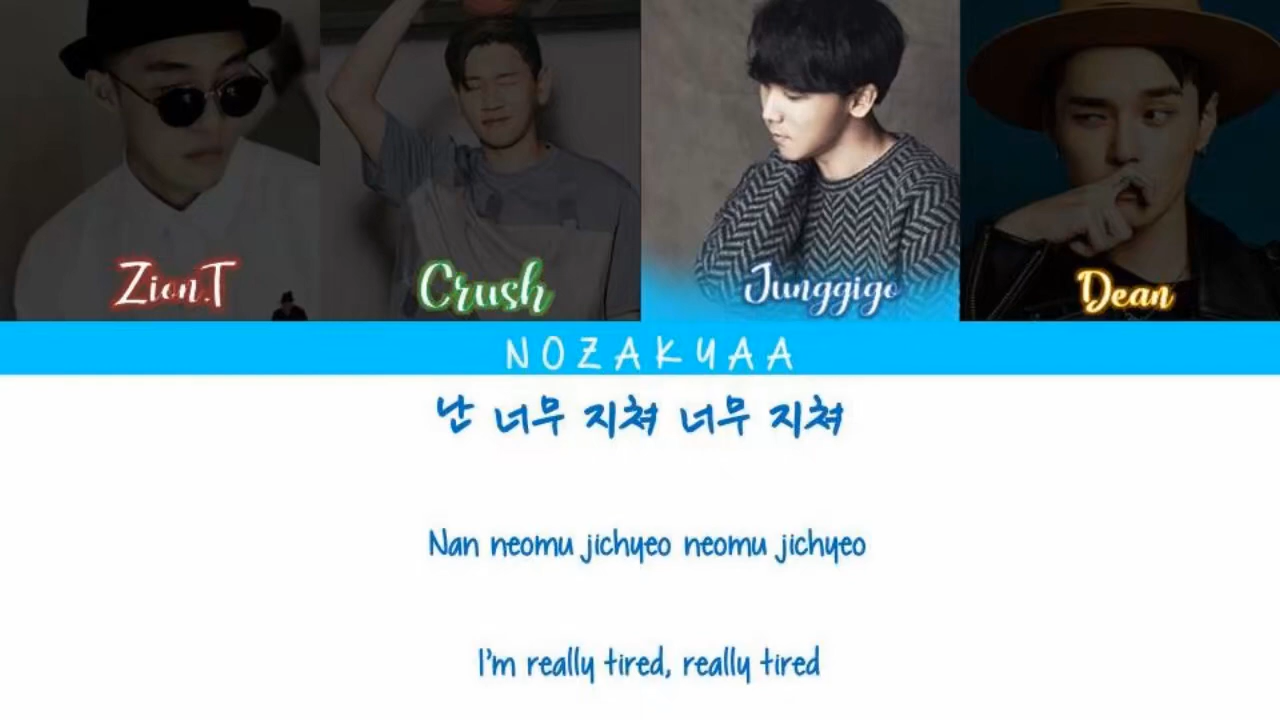 Zion.T
Crush
Junggigo
Dean
NOZAKYAA
난 너무 지쳐 너무 지쳐
Nan neomu jichyeo neomu jichyeo
I'm really tired, really tired